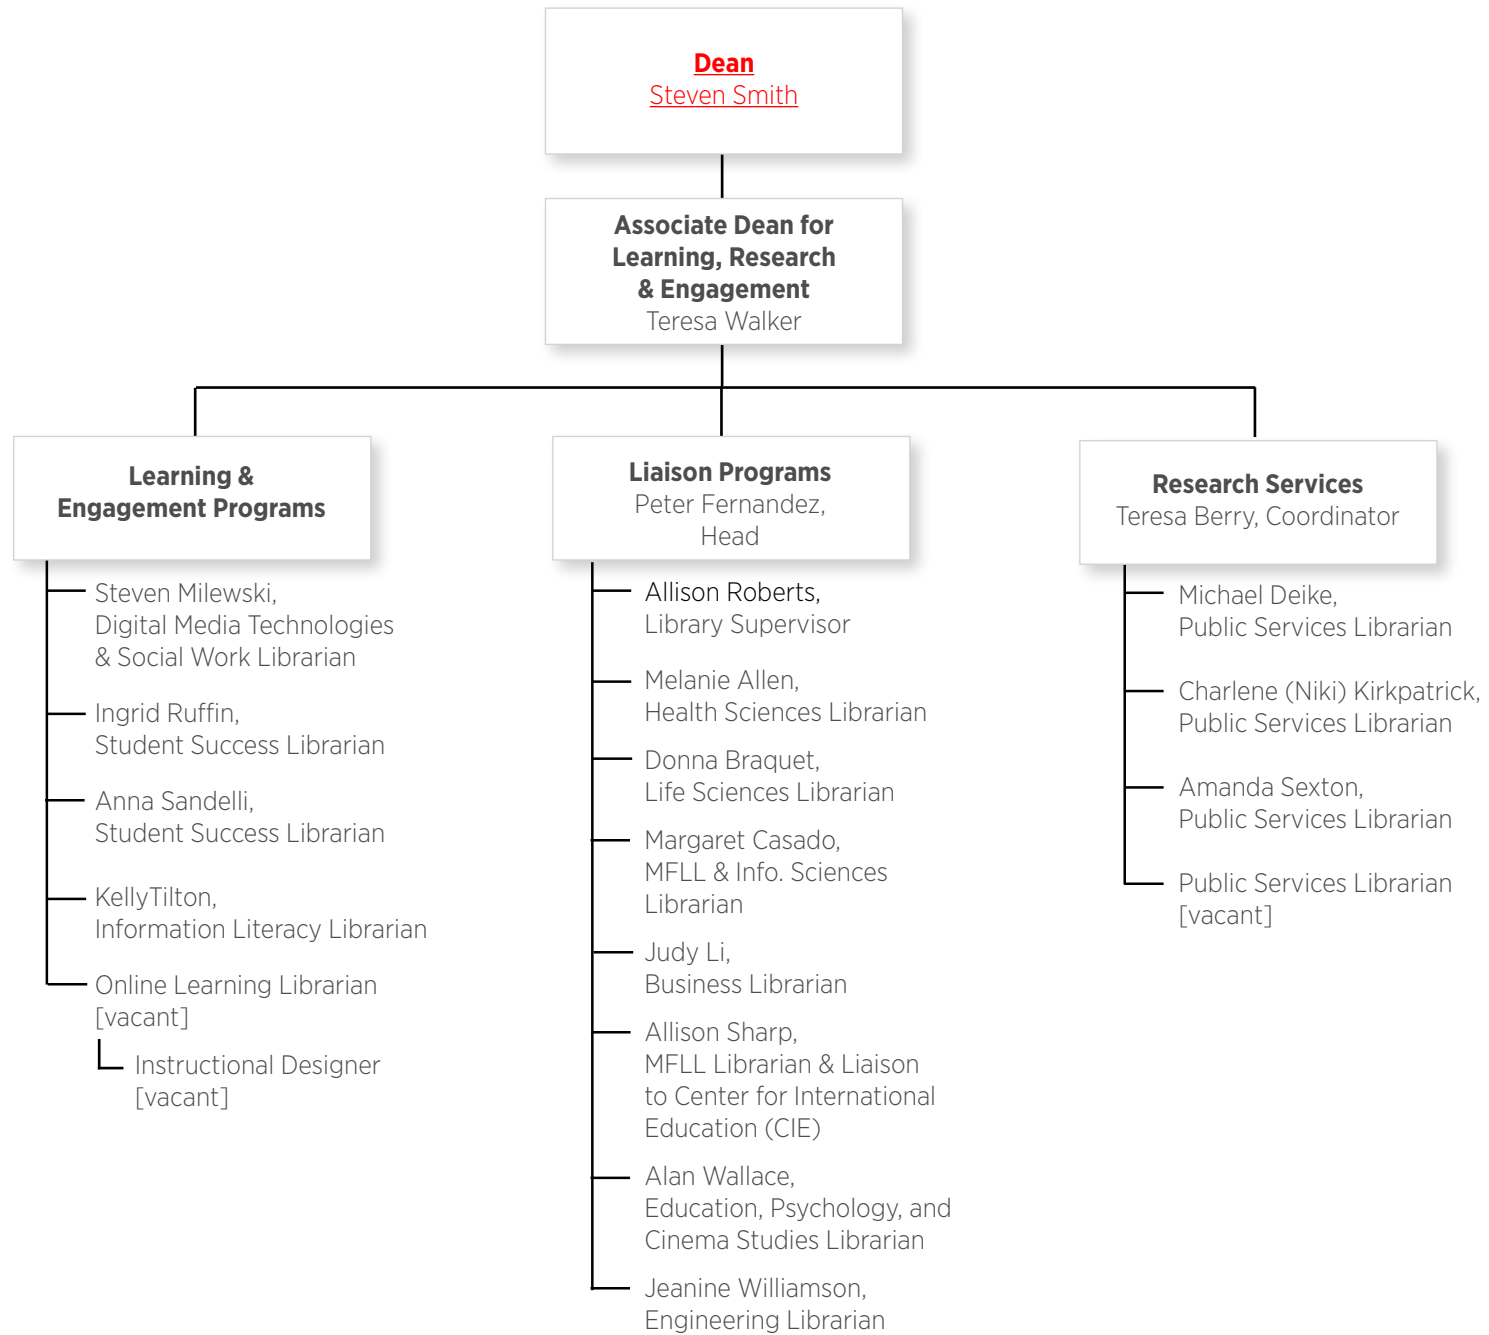 Dean
Steven Smith
Associate Dean for
Learning, Research
& Engagement
Teresa Walker
Learning &
Engagement Programs
Steven Milewski,
Digital Media Technologies
& Social Work Librarian
Ingrid Ruffin,
Student Success Librarian
Anna Sandelli,
Student Success Librarian
KellyTilton,
Information Literacy Librarian
Online Learning Librarian
[vacant]
Instructional Designer
[vacant]
Liaison Programs
Peter Fernandez,
Head
Allison Roberts,
Library Supervisor
Melanie Allen,
Health Sciences Librarian
Donna Braquet,
Life Sciences Librarian
Margaret Casado,
MFLL & Info. Sciences
Librarian
Judy Li,
Business Librarian
Allison Sharp,
MFLL Librarian & Liaison
to Center for International
Education (CIE)
Alan Wallace,
Education, Psychology, and
Cinema Studies Librarian
Jeanine Williamson,
Engineering Librarian
Research Services
Teresa Berry, Coordinator
Michael Deike,
Public Services Librarian
Charlene (Niki) Kirkpatrick,
Public Services Librarian
Amanda Sexton,
Public Services Librarian
Public Services Librarian
[vacant]